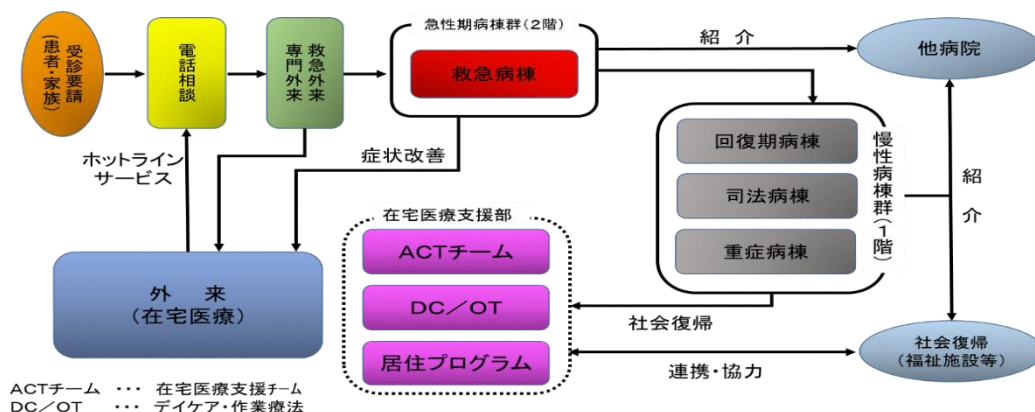 受診要請
(患者・家族)
電話相談
救急外来
専門外来
急性期病棟群(2階)
救急病棟
紹 介
他病院
ホットライン
サービス
症状改善
回復期病棟
司法病棟
重症病棟
慢性病棟群(1階)
紹 介
在宅医療支援部
ACTチーム
DC/OT
居住プログラム
外 来
(在宅医療)
社会復帰
連携・協力
社会復帰
(福祉施設等)
ACTチーム ・・・ 在宅医療支援チーム
DC/OT ・・・ デイケア・作業療法